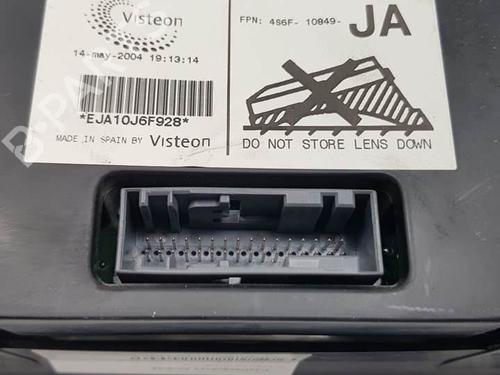 Visteon
14-may-2004 19:13:14
*EJA10J6F928*
MADE IN SPAIN BY Visteon
FPN: 4S6F- 10849- JA
DO NOT STORE LENS DOWN
B-PARTS